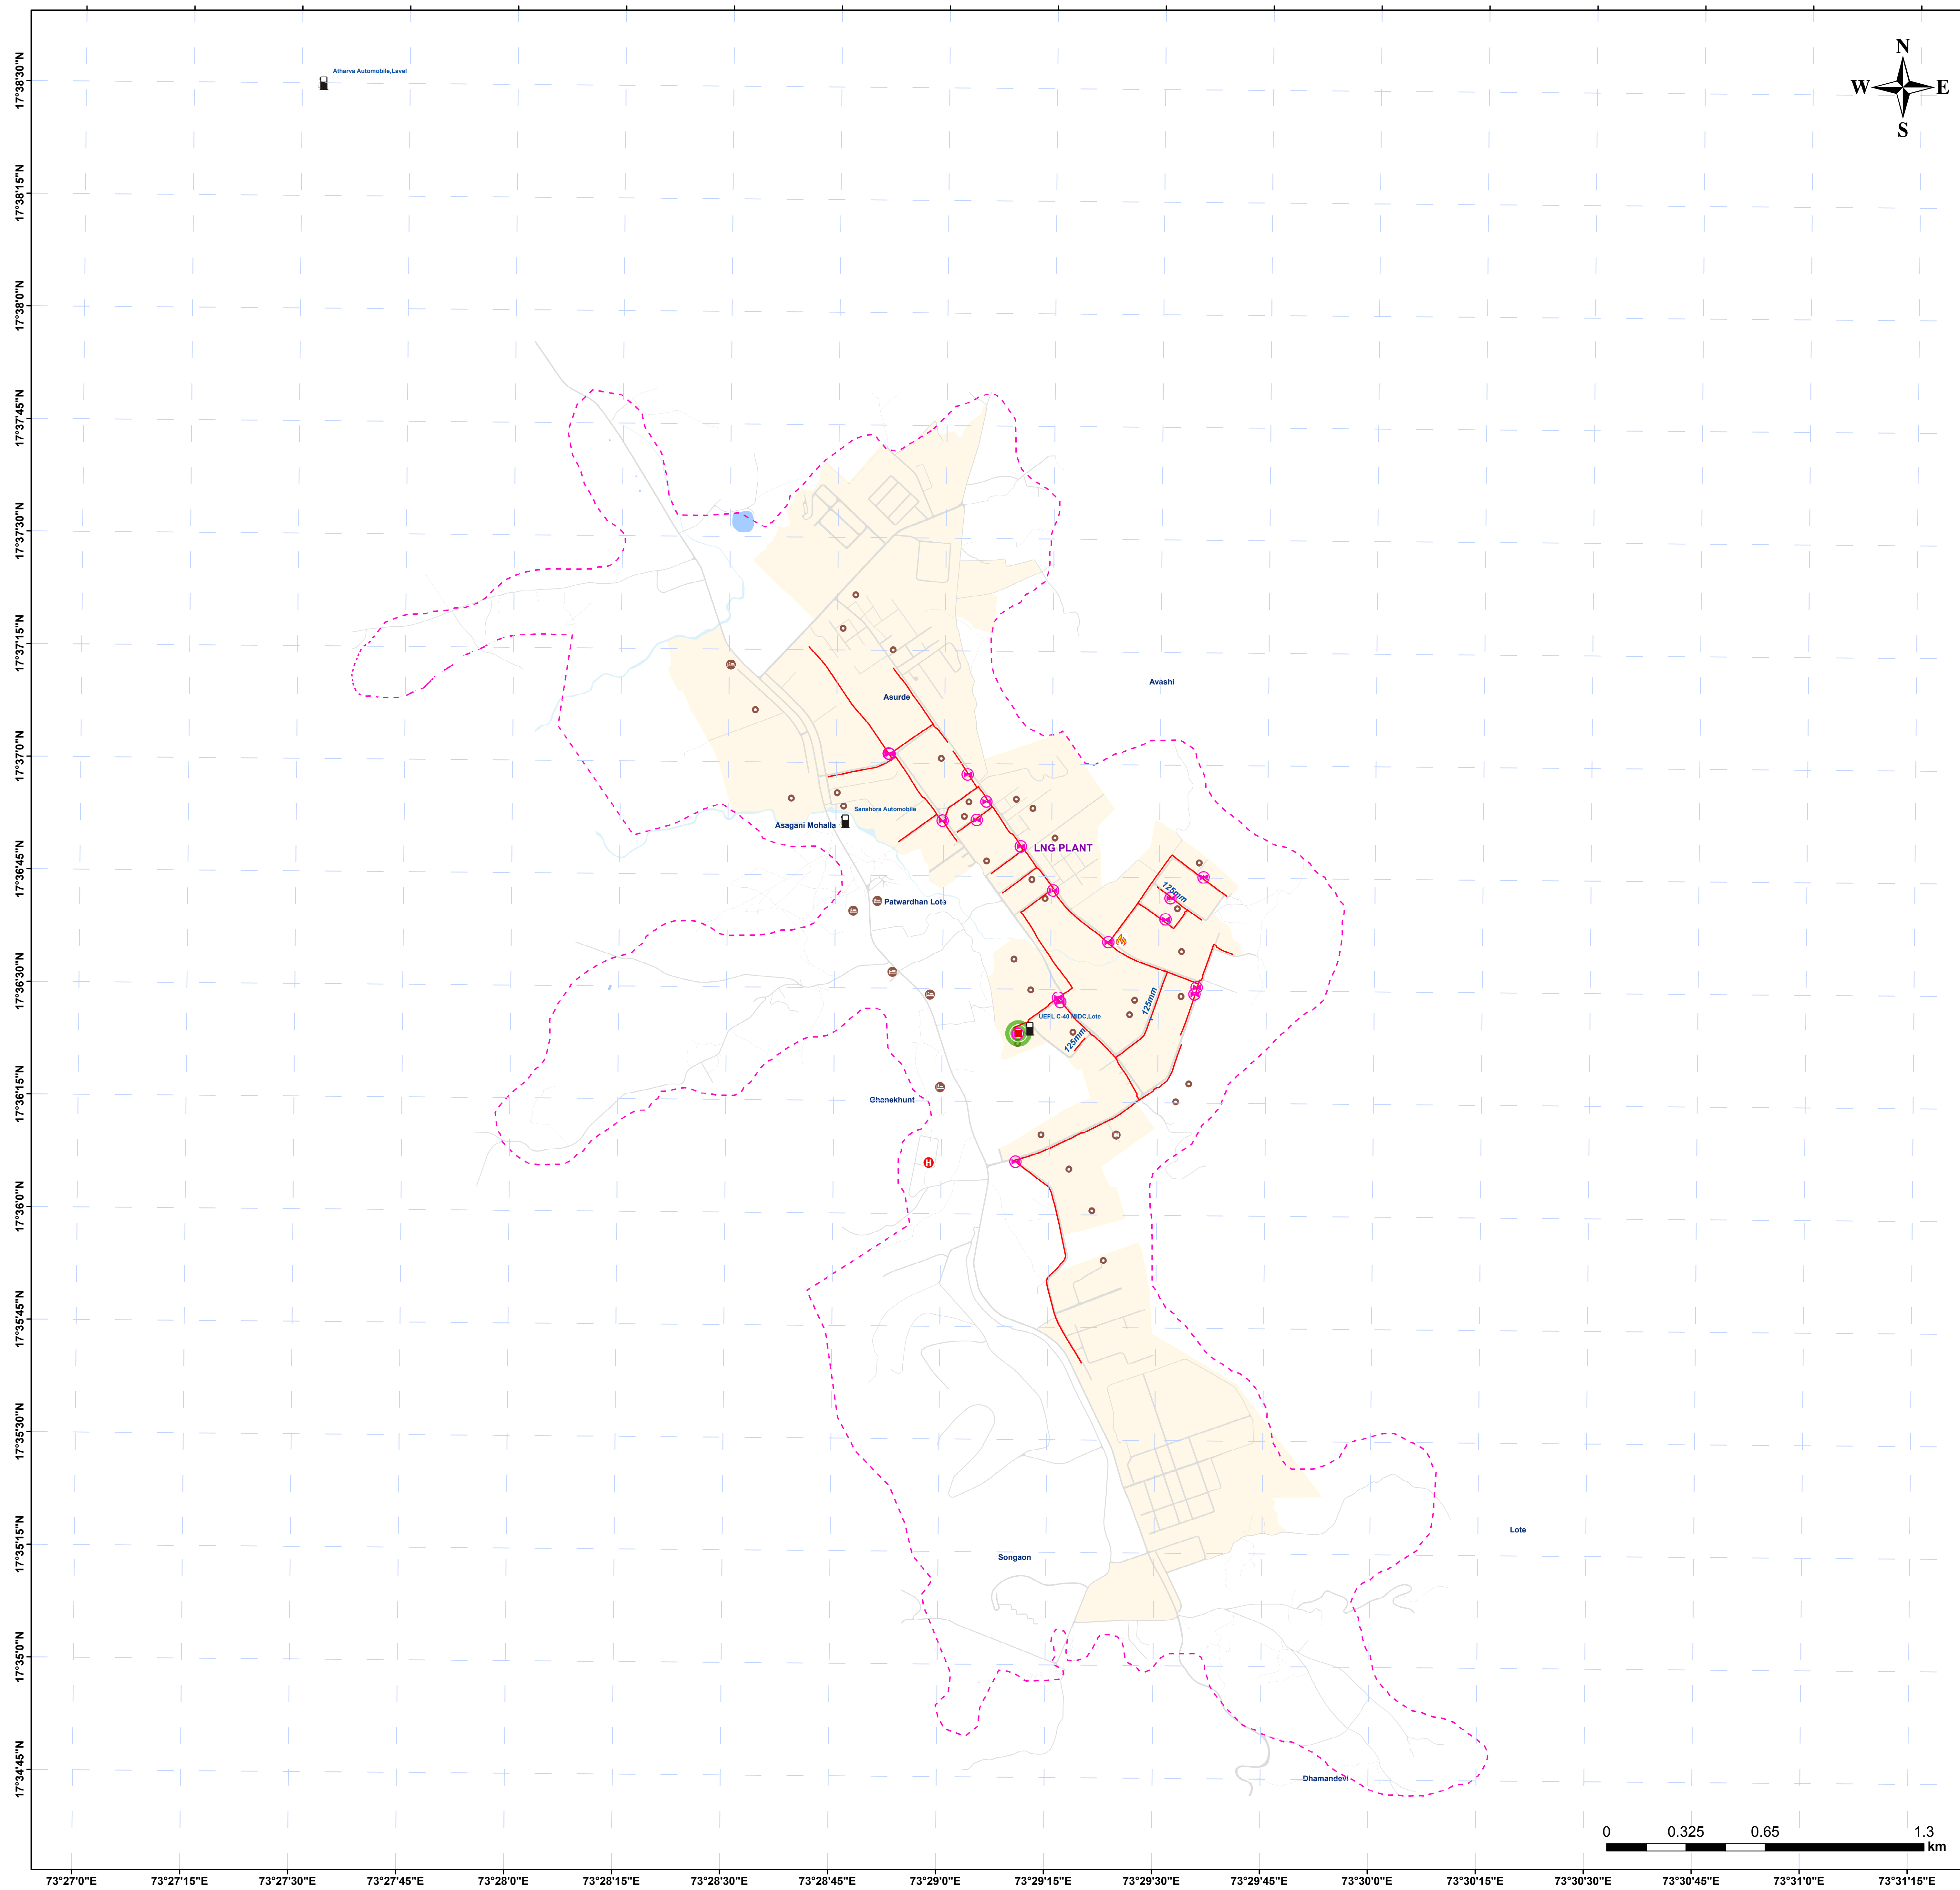 N
W E
S
Atharva Automobile,Lavel
17°38'30"N
17°38'15"N
17°38'0"N
17°37'45"N
17°37'30"N
17°37'15"N
17°37'0"N
17°36'45"N
17°36'30"N
17°36'15"N
17°36'0"N
17°35'45"N
17°35'30"N
17°35'15"N
17°35'0"N
17°34'45"N
Avashi
Asurde
Sanshora Automobile
Asagani Mohalla
LNG PLANT
125mm
Patwardhan Lote
125mm
UEFL C-40 MIDC,Lote
125mm
Ghanekhunt
H
Lote
Songaon
Dhamandevi
0 0.325 0.65 1.3
km
73°27'0"E 73°27'15"E 73°27'30"E 73°27'45"E 73°28'0"E 73°28'15"E 73°28'30"E 73°28'45"E 73°29'0"E 73°29'15"E 73°29'30"E 73°29'45"E 73°30'0"E 73°30'15"E 73°30'30"E 73°30'45"E 73°31'0"E 73°31'15"E